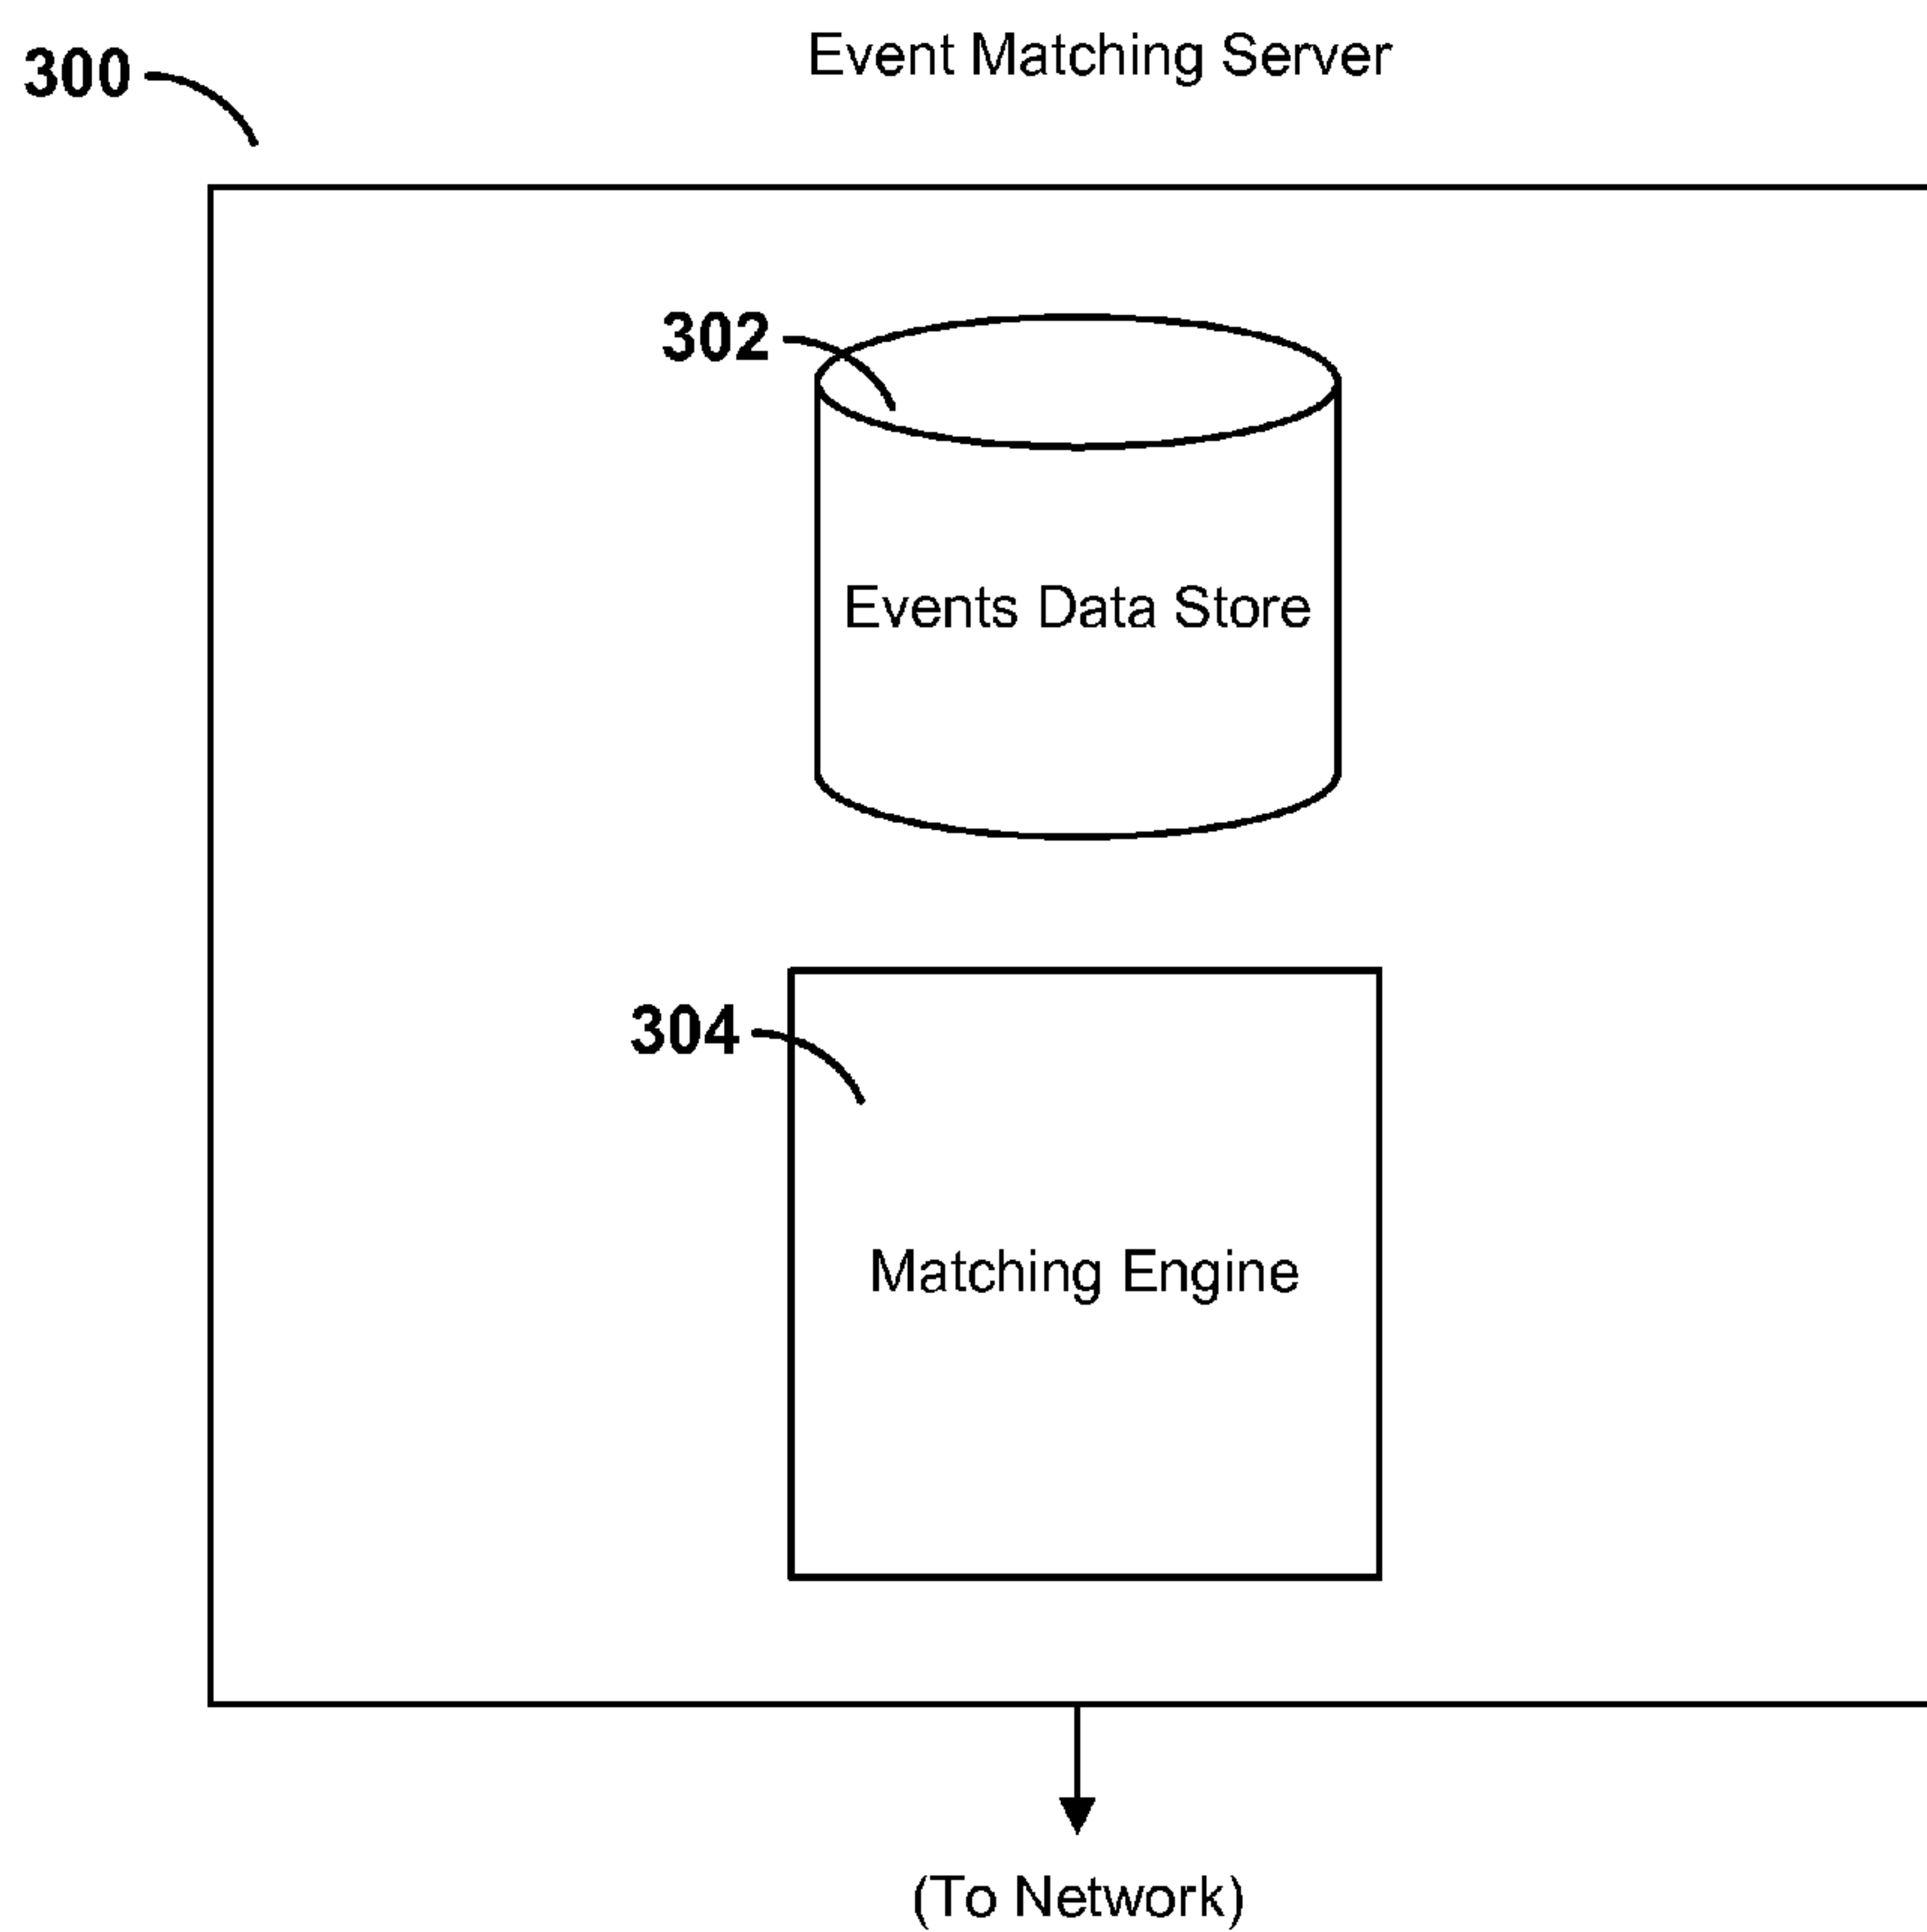 Event Matching Server
300
302
Events Data Store
304
Matching Engine
(To Network)